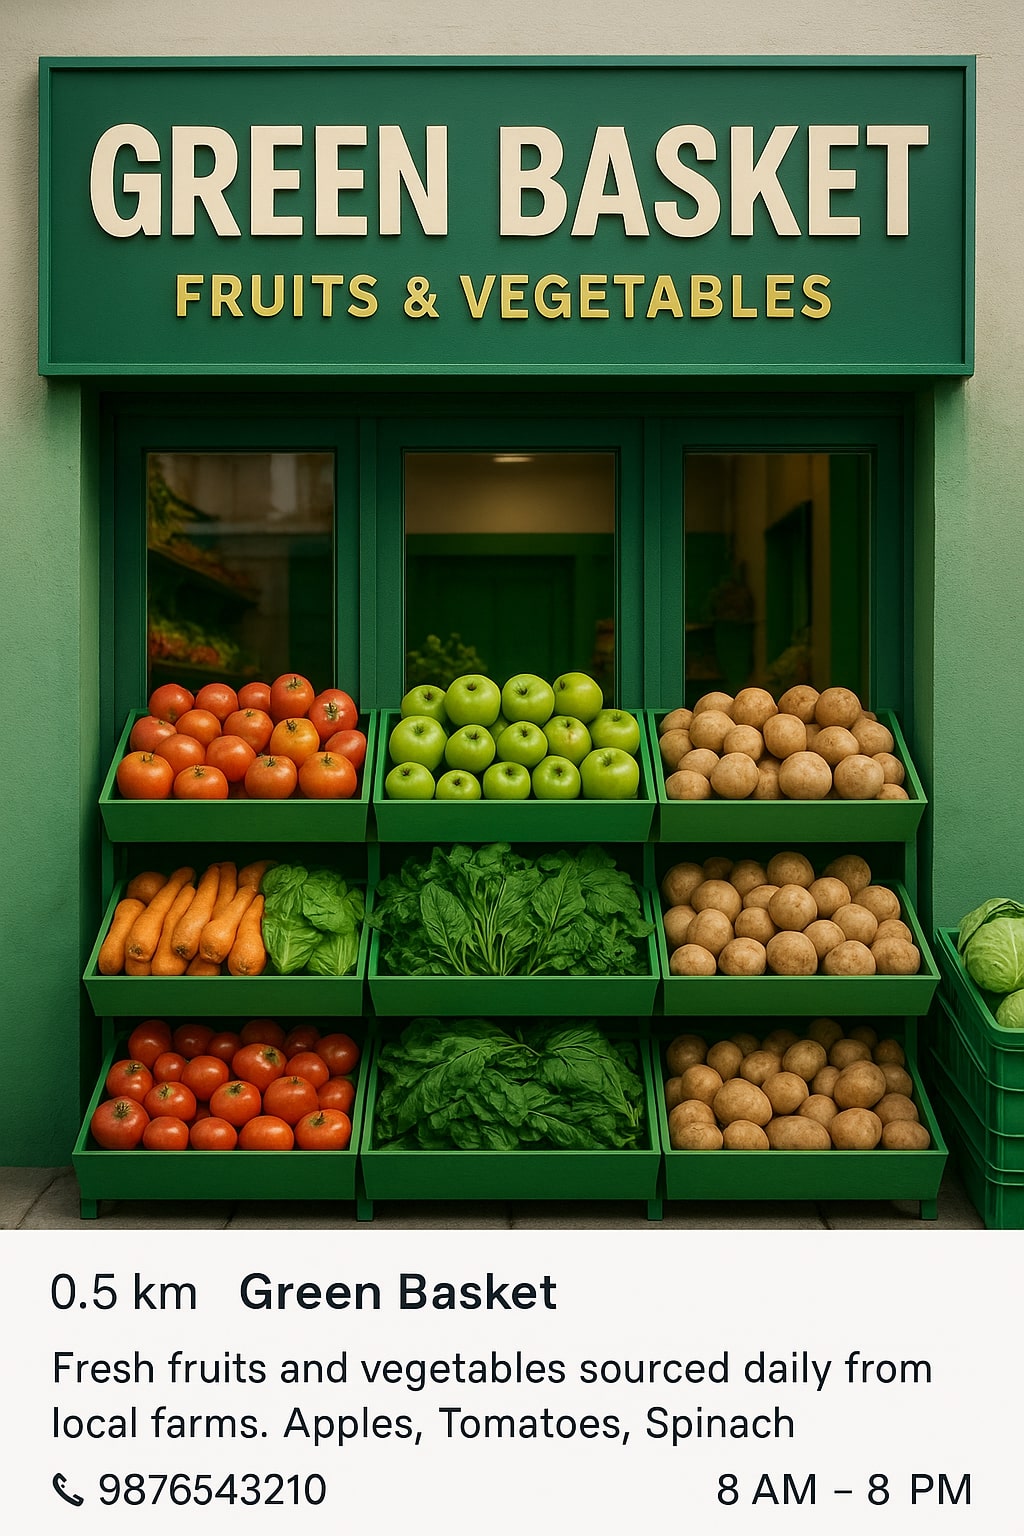 GREEN BASKET
FRUITS & VEGETABLES
0.5 km Green Basket
Fresh fruits and vegetables sourced daily from
local farms. Apples, Tomatoes, Spinach
9876543210 8 AM – 8 PM